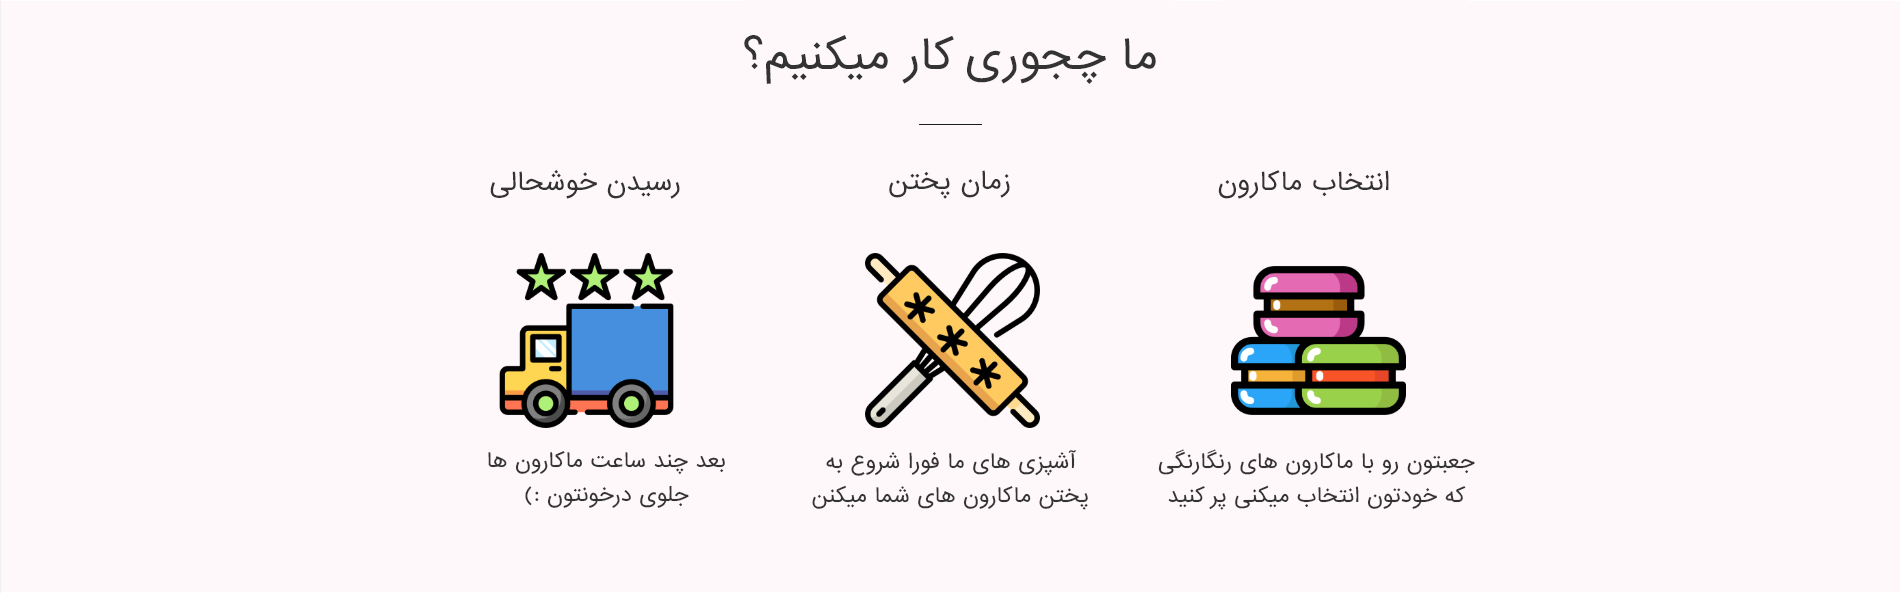 ما چجوری کار میکنیم؟
انتخاب ماکارون
جعبتون رو با ماکارون های رنگارنگی
که خودتون انتخاب میکنی پر کنید
زمان پختن
آشپزی های ما فورا شروع به
پختن ماکارون های شما میکنن
رسیدن خوشحالی
بعد چند ساعت ماکارون ها
جلوی درخونتون :)